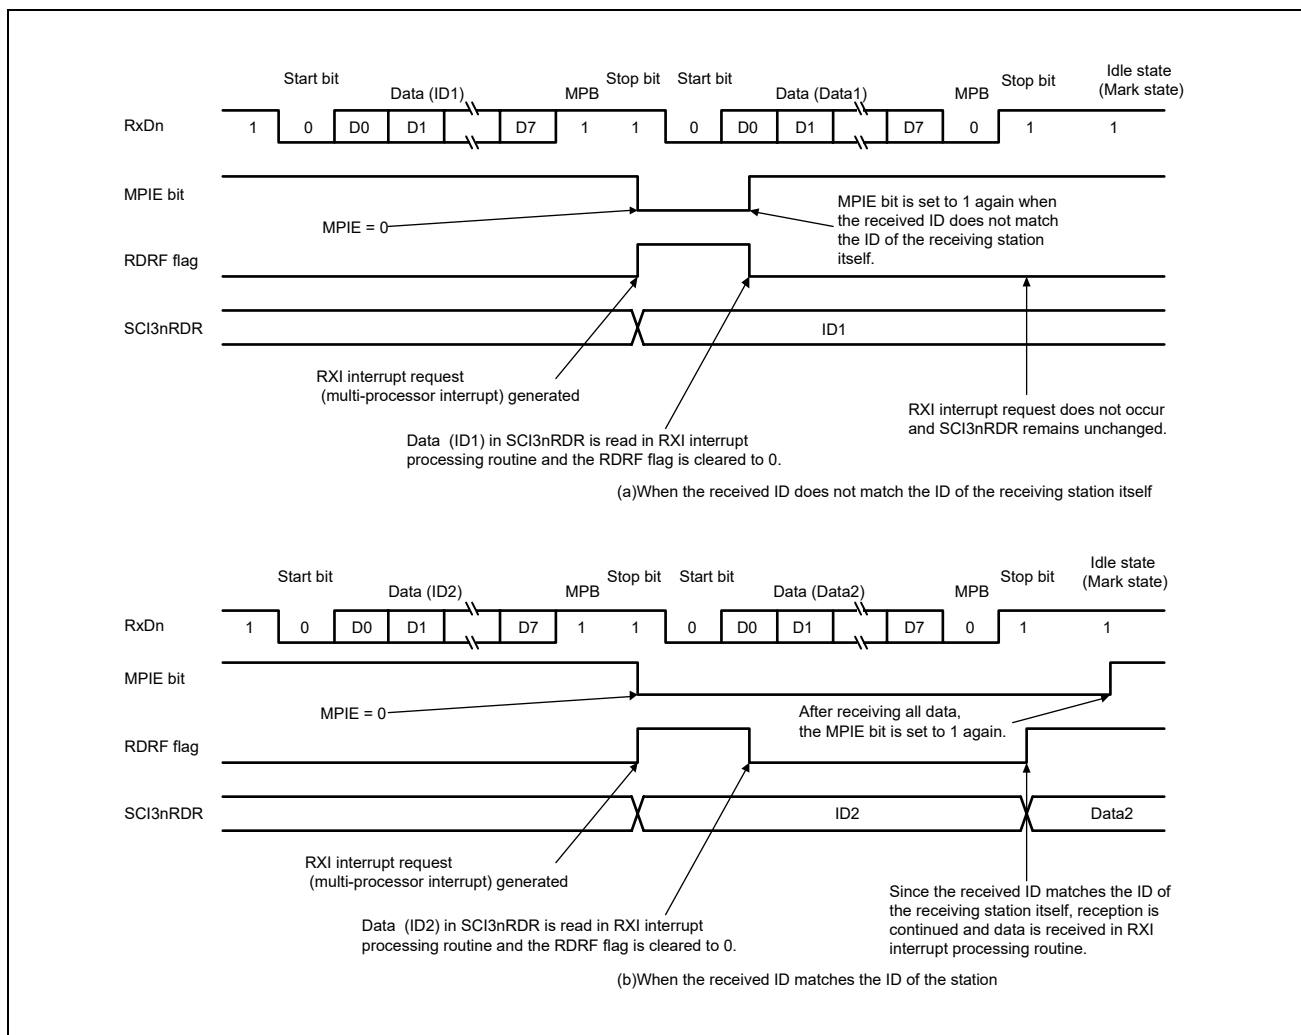 Start bit
Data (ID1)
MPB
Stop bit
Start bit
Data (Data1)
MPB
Stop bit
Idle state
(Mark state)
RxDn
1 0 D0 D1 D7 1 1 0 D0 D1 D7 0 1 1
MPIE bit
MPIE = 0
MPIE bit is set to 1 again when
the received ID does not match
the ID of the receiving station
itself.
RDRF flag
SCI3nRDR
ID1
RXI interrupt request
(multi-processor interrupt) generated
RXI interrupt request does not occur
and SCI3nRDR remains unchanged.
Data (ID1) in SCI3nRDR is read in RXI interrupt
processing routine and the RDRF flag is cleared to 0.
(a)When the received ID does not match the ID of the receiving station itself
Start bit
Data (ID2)
MPB
Stop bit
Start bit
Data (Data2)
MPB
Stop bit
Idle state
(Mark state)
RxDn
1 0 D0 D1 D7 1 1 0 D0 D1 D7 0 1 1
MPIE bit
MPIE = 0
After receiving all data,
the MPIE bit is set to 1 again.
RDRF flag
SCI3nRDR
ID2
Data2
RXI interrupt request
(multi-processor interrupt) generated
Data (ID2) in SCI3nRDR is read in RXI interrupt
processing routine and the RDRF flag is cleared to 0.
Since the received ID matches the ID of
the receiving station itself, reception is
continued and data is received in RXI
interrupt processing routine.
(b)When the received ID matches the ID of the station